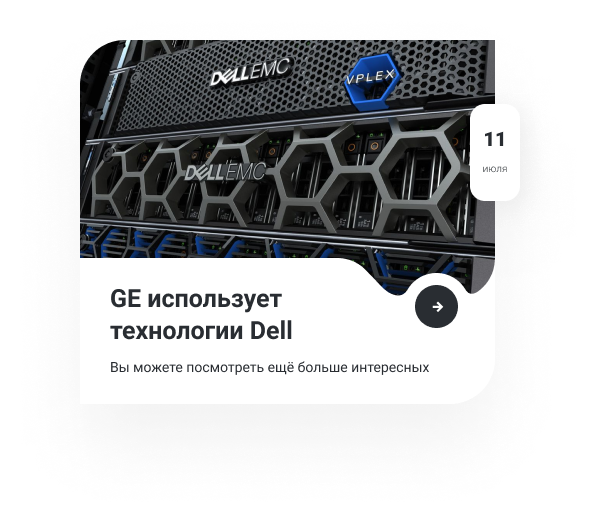 DELLEMC
VPLEX
DELLEMC
11
июля
GE использует
технологии Dell
Вы можете посмотреть ещё больше интересных